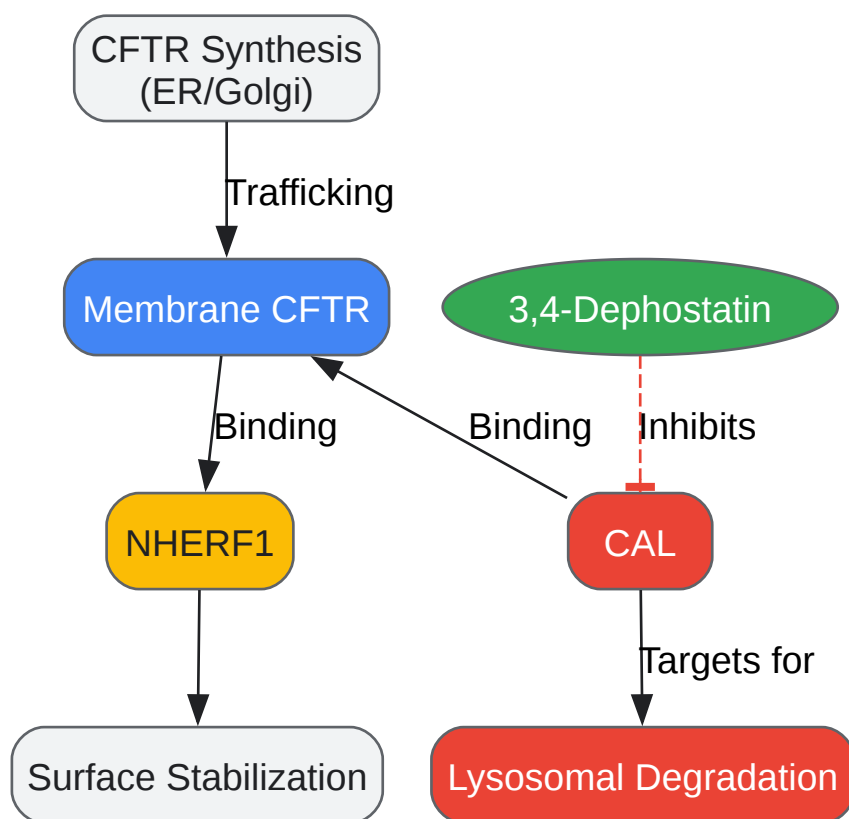 CFTR Synthesis
(ER/Golgi)
Trafficking
Membrane CFTR
3,4-Dephostatin
Binding
Binding
Inhibits
NHERF1
CAL
Targets for
Surface Stabilization
Lysosomal Degradation